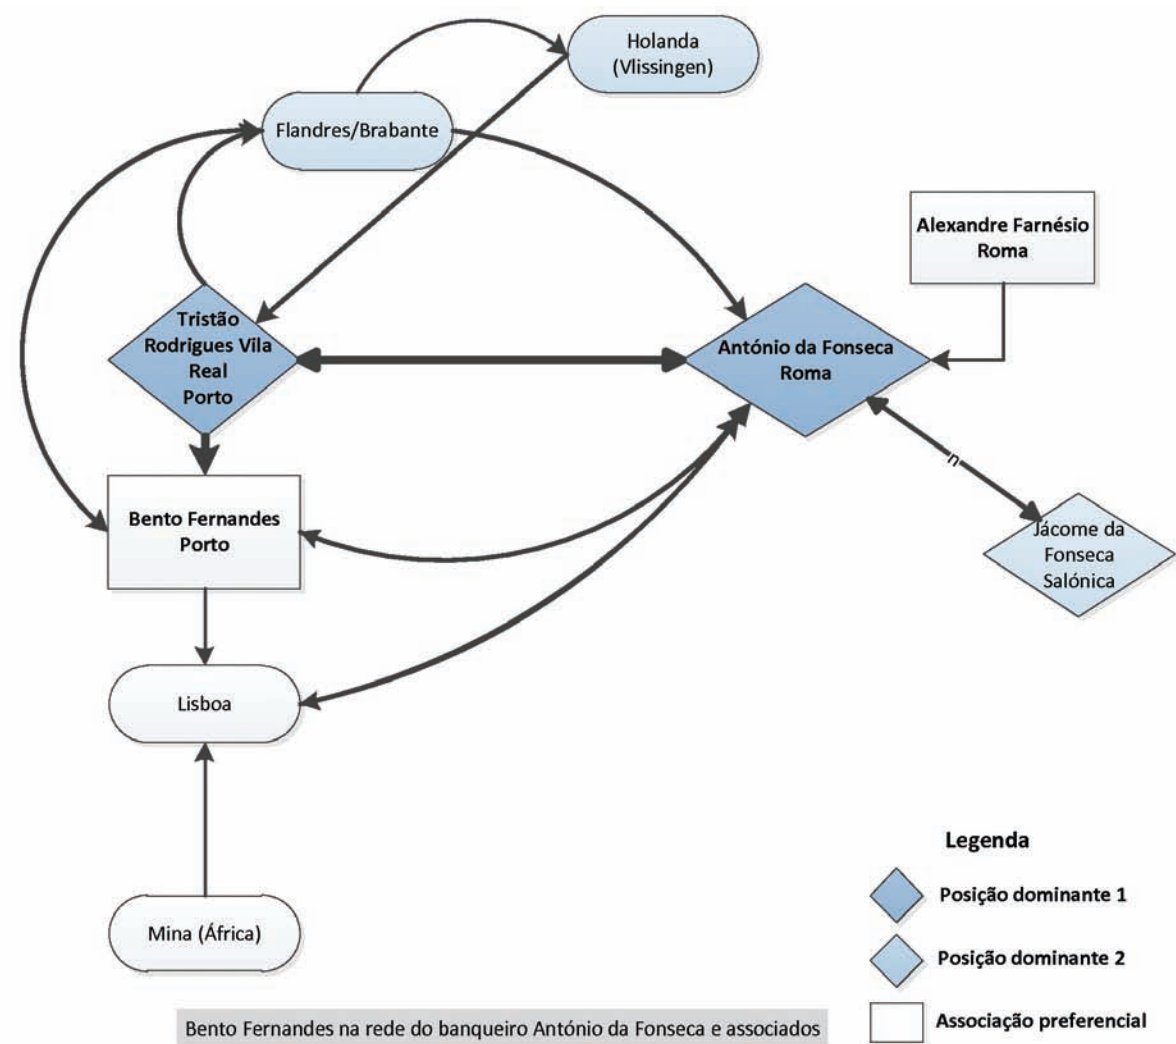 Holanda
(Vlissingen)
Flandres/Brabante
Alexandre Farnésio
Roma
Tristão
Rodrigues Vila
Real
Porto
António da Fonseca
Roma
n
Bento Fernandes
Porto
Jácome da
Fonseca
Salónica
Lisboa
Mina (África)
Legenda
Posição dominante 1
Posição dominante 2
Associação preferencial
Bento Fernandes na rede do banqueiro António da Fonseca e associados